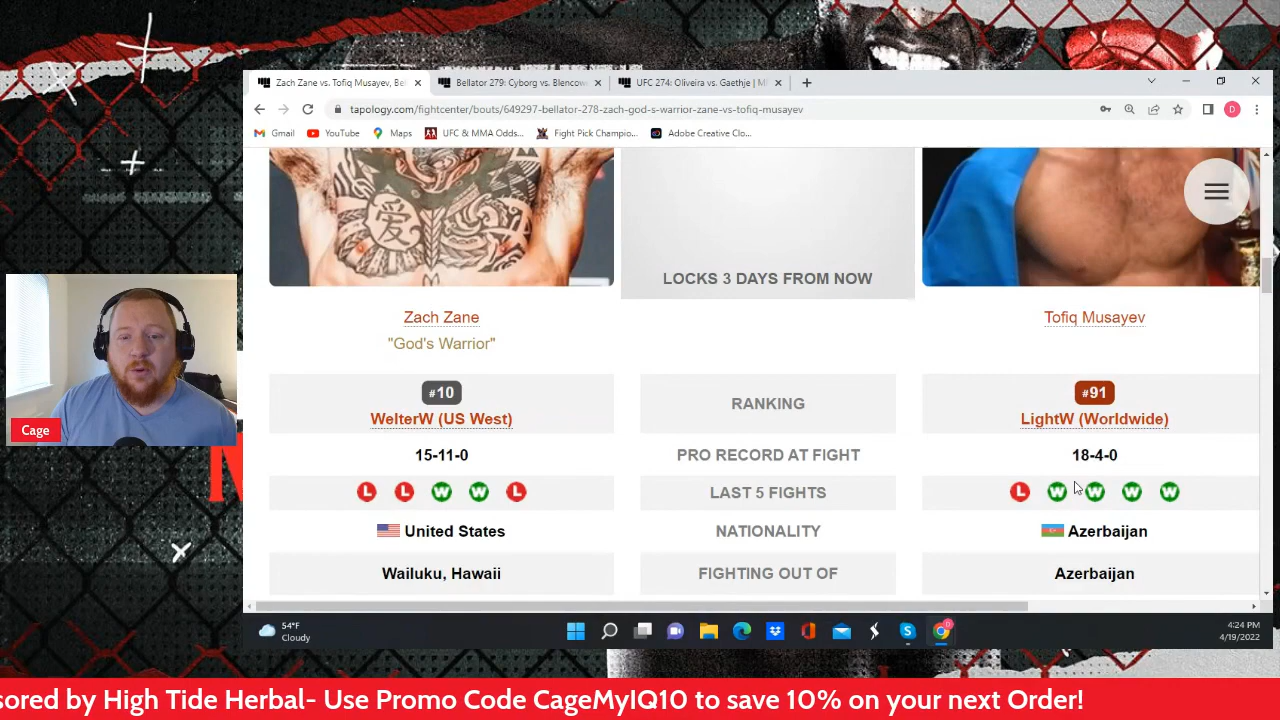 Zach Zane vs. Tofiq Musayev, Be
Bellator 279: Cyborg vs. Blencow
UFC 274: Oliveira vs. Gaethje | M
tapology.com/fightcenter/bouts/649297-bellator-278-zach-god-s-warrior-zane-vs-tofiq-musayev
D
Gmail
YouTube
Maps
UFC & MMA Odds...
Fight Pick Champio...
Adobe Creative Clo...
愛
LOCKS 3 DAYS FROM NOW
Zach Zane
Tofiq Musayev
"God's Warrior"
#10
RANKING
#91
WelterW (US West)
LightW (Worldwide)
15-11-0
PRO RECORD AT FIGHT
18-4-0
L L W W L
LAST 5 FIGHTS
L W W W W
United States
NATIONALITY
Azerbaijan
Wailuku, Hawaii
FIGHTING OUT OF
Azerbaijan
Cage
54°F
Cloudy
4:24 PM
4/19/2022
sored by High Tide Herbal- Use Promo Code CageMyIQ10 to save 10% on your next Order!